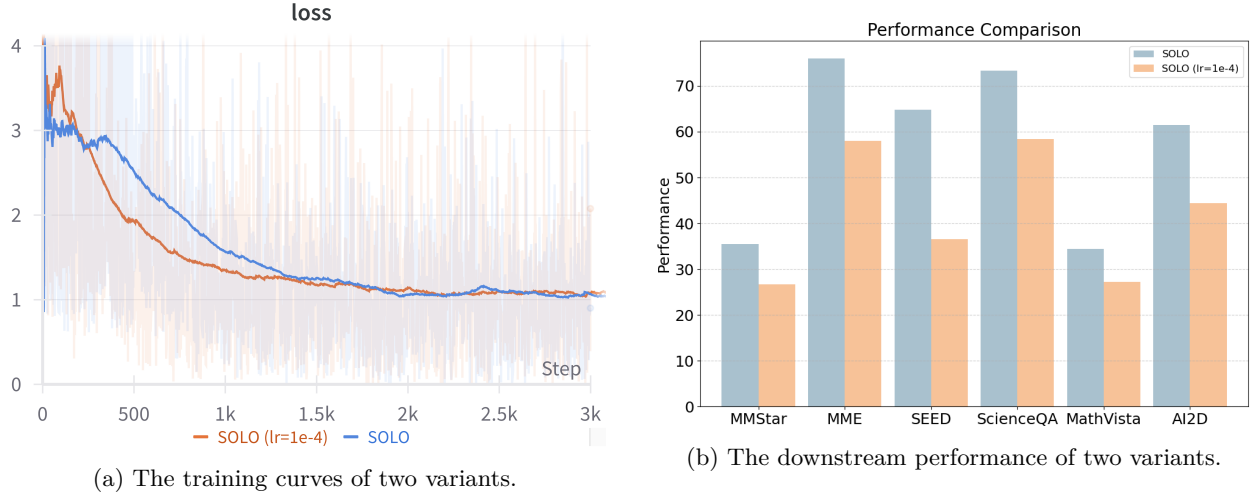 loss
4
3
2
1
0
Step
0 500 1k 1.5k 2k 2.5k 3k
SOLO (lr=1e-4) SOLO
(a) The training curves of two variants.
Performance Comparison
SOLO
SOLO (lr=1e-4)
Performance
70
60
50
40
30
20
10
0
MMStar MME SEED ScienceQA MathVista AI2D
(b) The downstream performance of two variants.